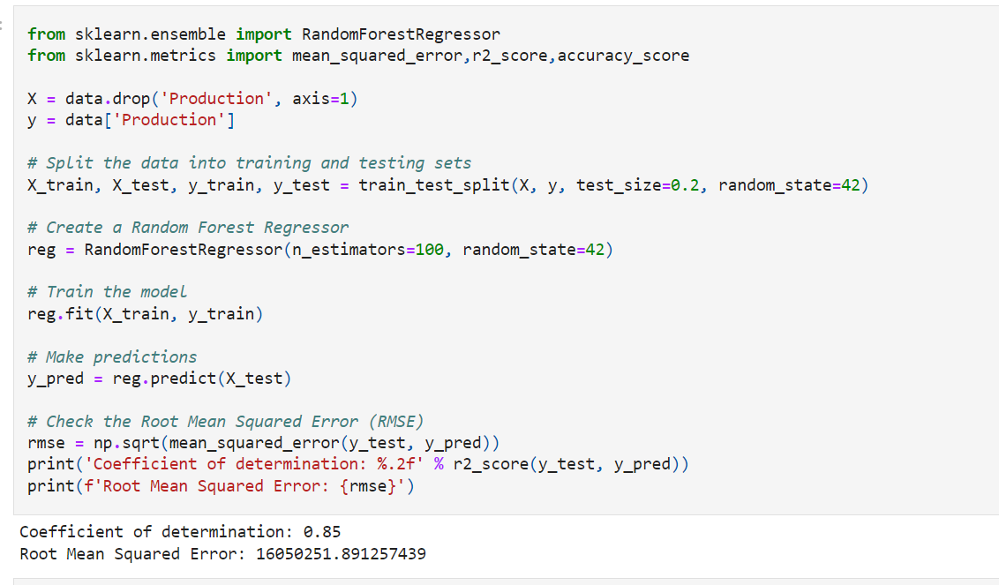 from sklearn.ensemble import RandomForestRegressor
from sklearn.metrics import mean_squared_error,r2_score,accuracy_score
X = data.drop('Production', axis=1)
y = data['Production']
# Split the data into training and testing sets
X_train, X_test, y_train, y_test = train_test_split(X, y, test_size=0.2, random_state=42)
# Create a Random Forest Regressor
reg = RandomForestRegressor(n_estimators=100, random_state=42)
# Train the model
reg.fit(X_train, y_train)
# Make predictions
y_pred = reg.predict(X_test)
# Check the Root Mean Squared Error (RMSE)
rmse = np.sqrt(mean_squared_error(y_test, y_pred))
print('Coefficient of determination: %.2f' % r2_score(y_test, y_pred))
print(f'Root Mean Squared Error: {rmse}')
Coefficient of determination: 0.85
Root Mean Squared Error: 16050251.891257439